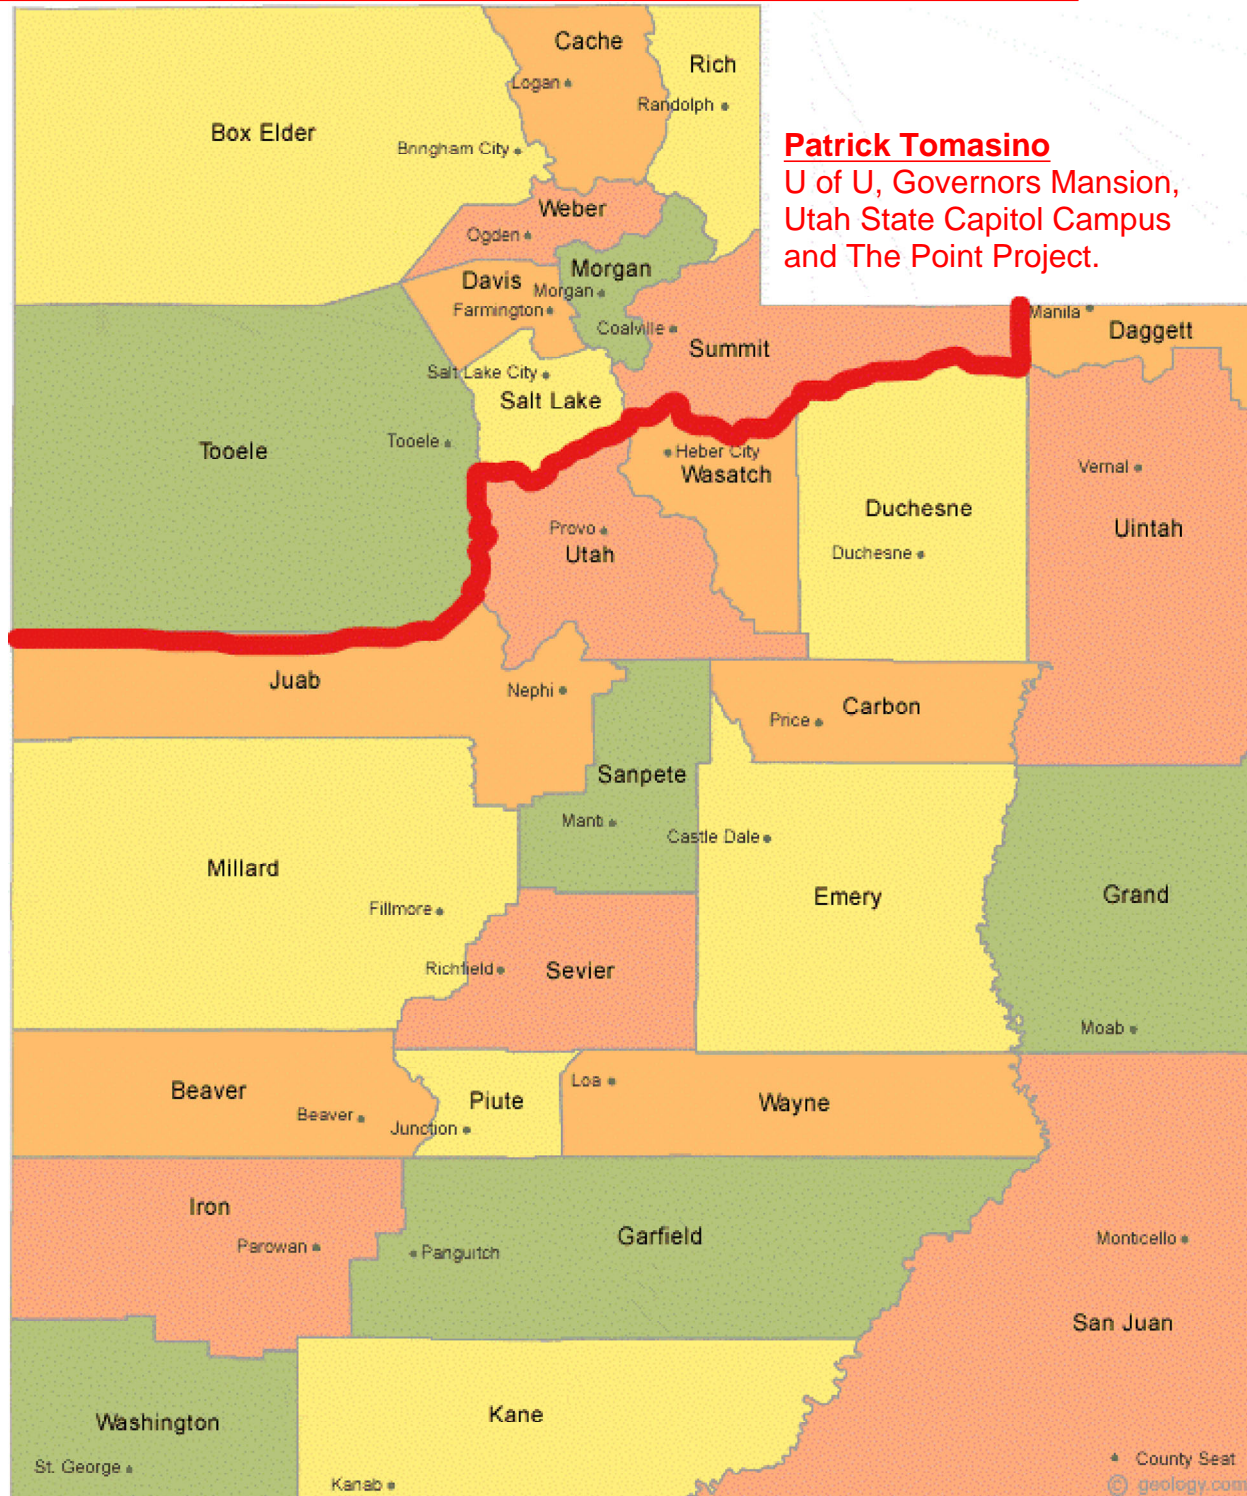 Cache
Rich
Logan
Randolph
Box Elder
Bringham City
Patrick Tomasino
U of U, Governors Mansion,
Utah State Capitol Campus
and The Point Project.
Weber
Ogden
Morgan
Davis
Morgan
Farmington
Coalville
Summit
Manila
Daggett
Salt Lake City
Salt Lake
Tooele
Tooele
Heber City
Wasatch
Vernal
Duchesne
Uintah
Provo
Utah
Duchesne
Juab
Nephi
Carbon
Price
Sanpete
Manti
Castle Dale
Millard
Emery
Grand
Fillmore
Richfield
Sevier
Moab
Beaver
Beaver
Piute
Junction
Loa
Wayne
Iron
Parowan
Panguitch
Garfield
Monticello
San Juan
Washington
Kane
St. George
Kanab
County Seat
© geology.com